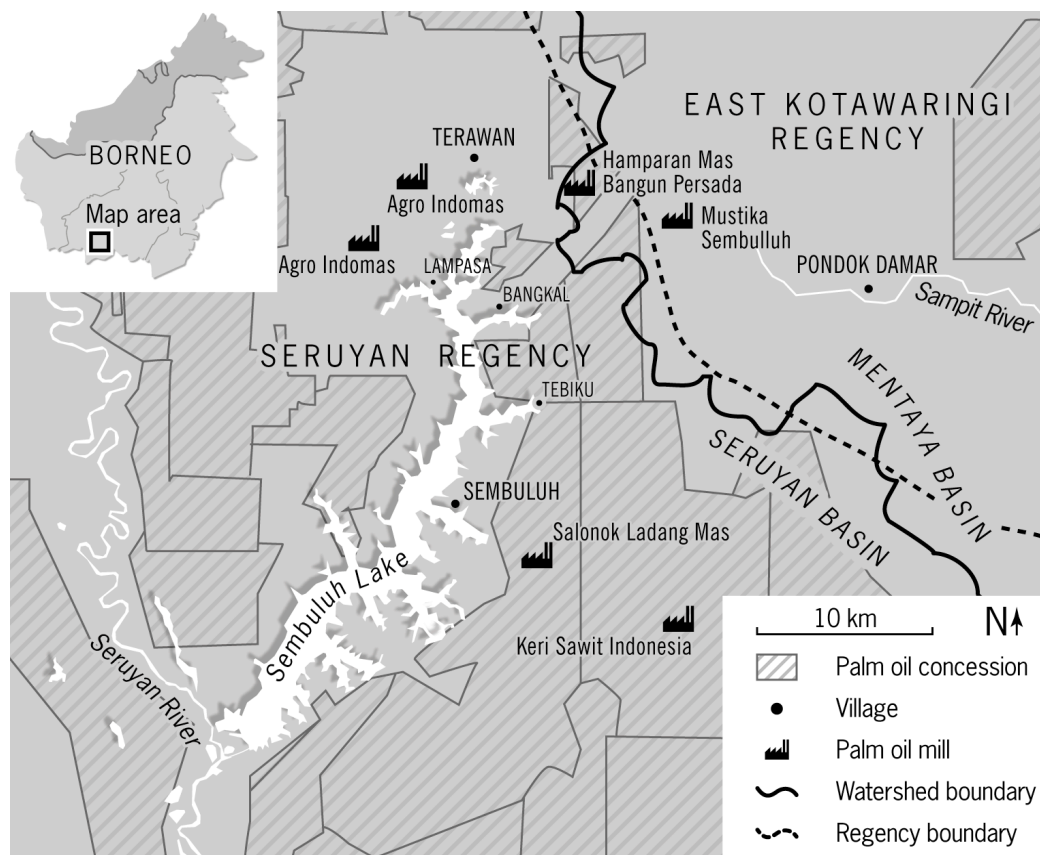 BORNEO
Map area
EAST KOTAWARINGI
REGENCY
TERAWAN
Hamparan Mas
Bangun Persada
Agro Indomas
Mustika
Sembulluh
Agro Indomas
LAMPASA
PONDOK DAMAR
BANGKAL
Sampit River
SERUYAN REGENCY
MENTAYA BASIN
TEBIKU
SERUYAN BASIN
SEMBULUH
Salonok Ladang Mas
Sembuluh Lake
Keri Sawit Indonesia
Seruyan River
10 km
N
Palm oil concession
Village
Palm oil mill
Watershed boundary
Regency boundary